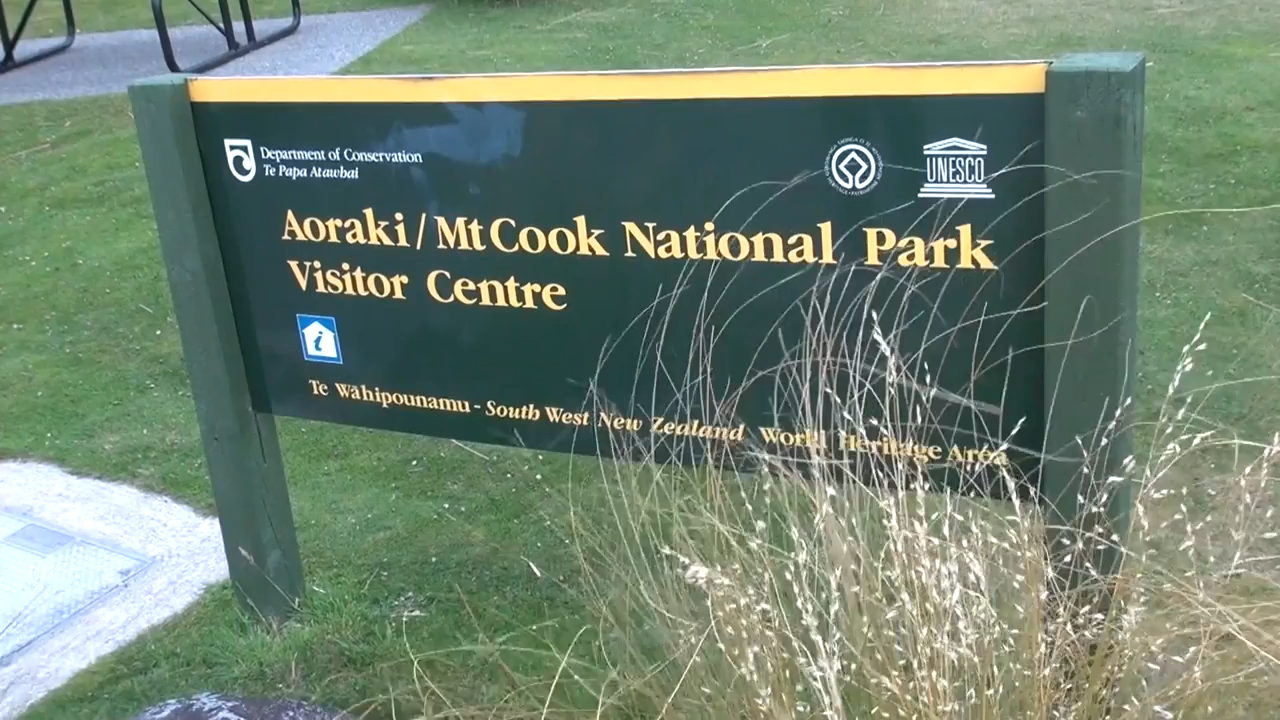 Department of Conservation
Te Papa Atawhai
UNESCO
Aoraki / Mt Cook National Park
Visitor Centre
i
Te Wāhipounamu - South West New Zealand World Heritage Area